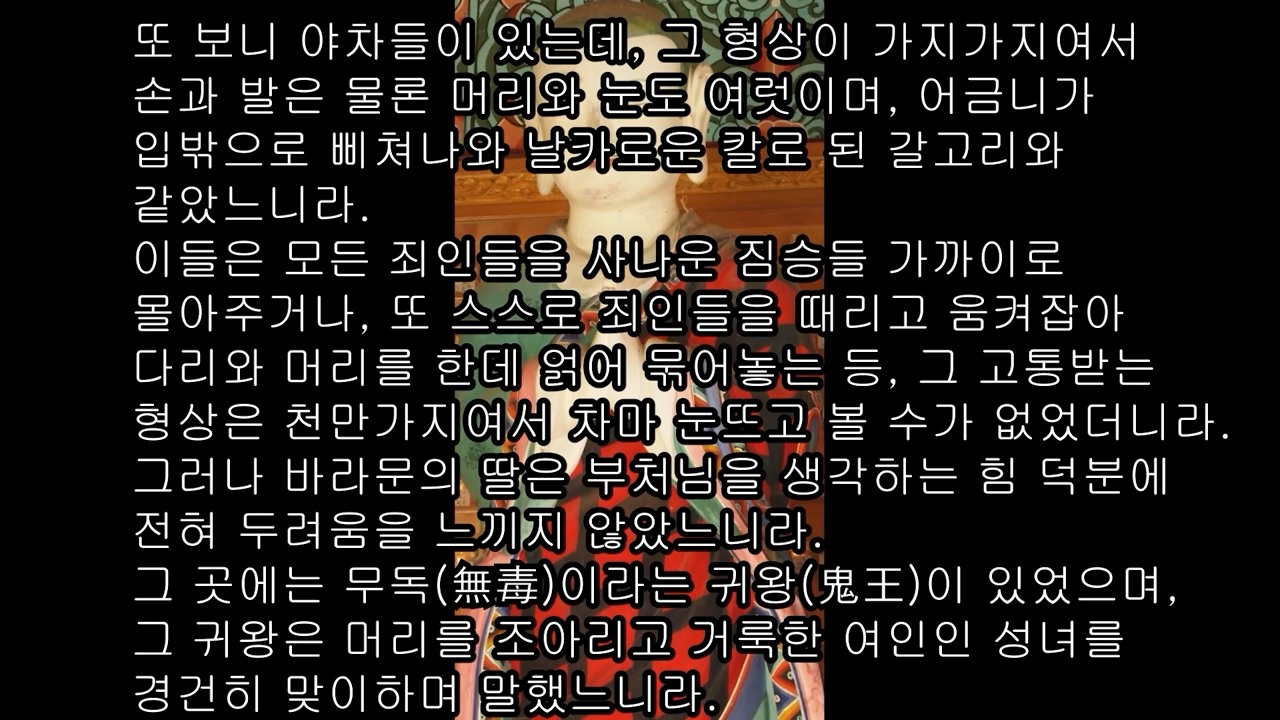 또 보니 야차들이 있는데, 그 형상이 가지가지여서
손과 발은 물론 머리와 눈도 여럿이며, 어금니가
입밖으로 삐쳐나와 날카로운 칼로 된 갈고리와
같았느니라.
이들은 모든 죄인들을 사나운 짐승들 가까이로
몰아주거나, 또 스스로 죄인들을 때리고 움켜잡아
다리와 머리를 한데 얽어 묶어놓는 등, 그 고통받는
형상은 천만가지여서 차마 눈뜨고 볼 수가 없었더니라.
그러나 바라문의 딸은 부처님을 생각하는 힘 덕분에
전혀 두려움을 느끼지 않았느니라.
그 곳에는 무독(無毒)이라는 귀왕(鬼王)이 있었으며,
그 귀왕은 머리를 조아리고 거룩한 여인인 성녀를
경건히 맞이하며 말했느니라.